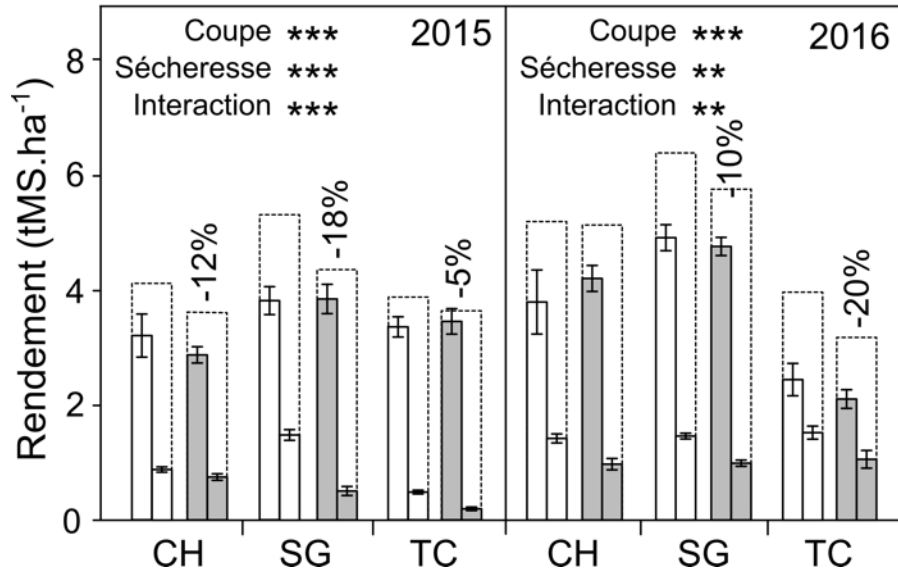 Rendement (tMS.ha⁻¹)
8
6
4
2
0
2015
Coupe ***
Sécheresse ***
Interaction ***
-12%
-18%
-5%
CH SG TC
2016
Coupe ***
Sécheresse **
Interaction **
-10%
-20%
CH SG TC